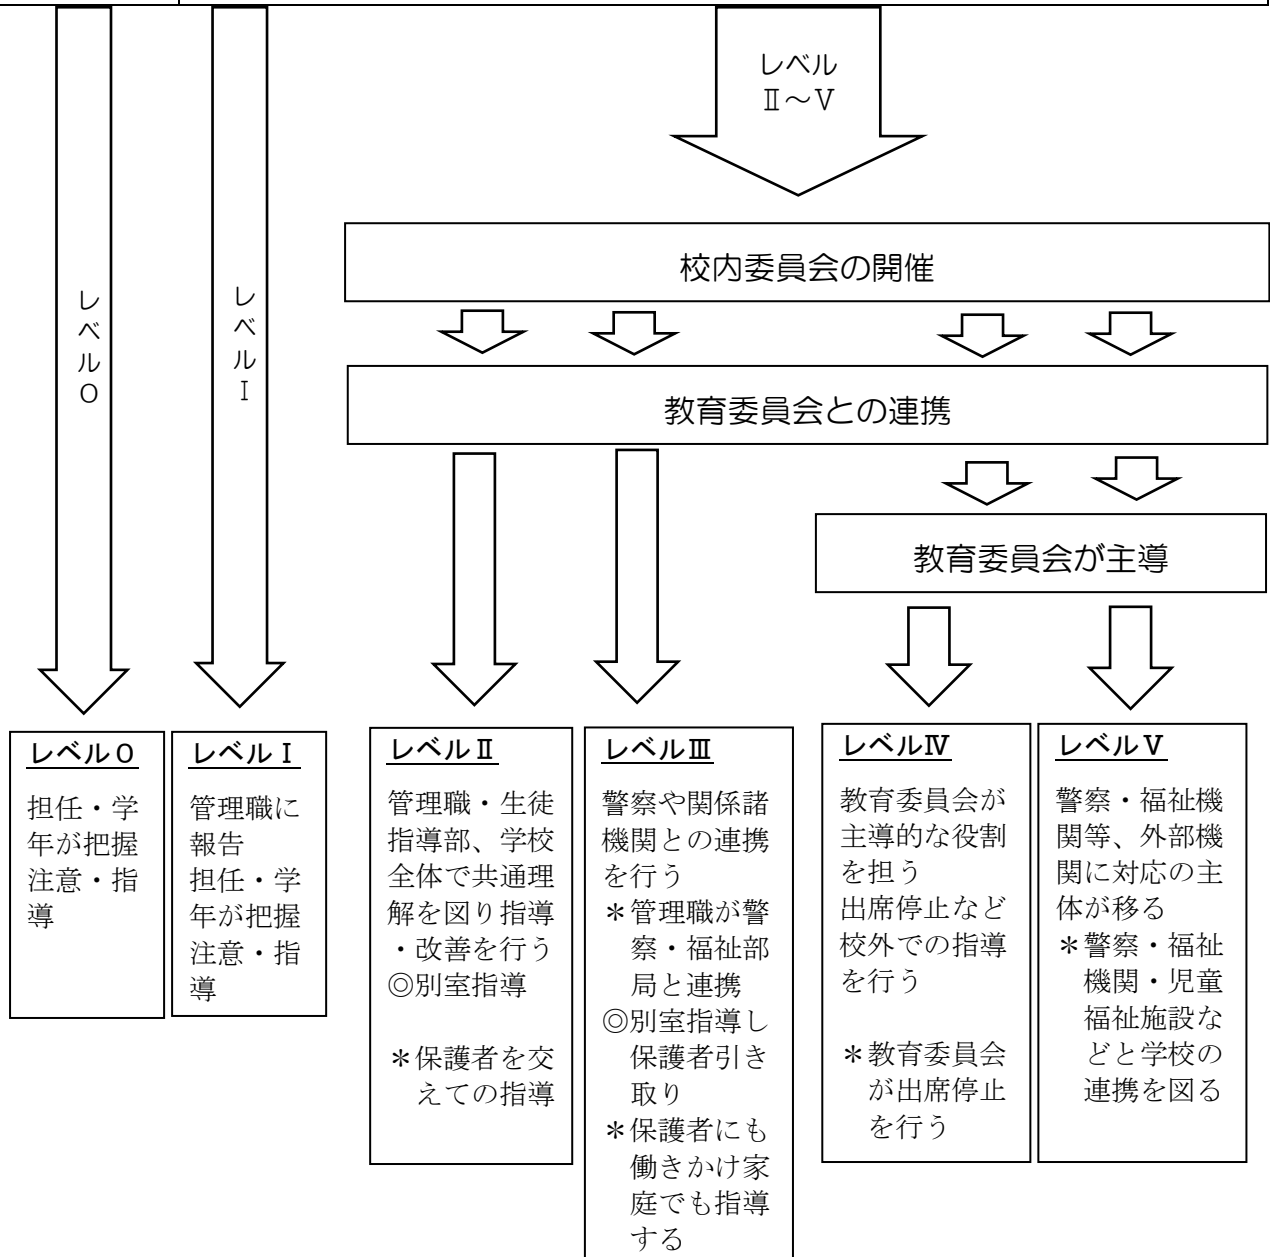 レベル
Ⅱ～Ⅴ
校内委員会の開催
レベル０
レベルⅠ
教育委員会との連携
教育委員会が主導
レベル０
担任・学
年が把握
注意・指
導
レベルⅠ
管理職に
報告
担任・学
年が把握
注意・指
導
レベルⅡ
管理職・生徒
指導部、学校
全体で共通理
解を図り指導
・改善を行う
◎別室指導
＊保護者を交
えての指導
レベルⅢ
警察や関係諸
機関との連携
を行う
＊管理職が警
察・福祉部
局と連携
◎別室指導し
保護者引き
取り
＊保護者にも
働きかけ家
庭でも指導
する
レベルⅣ
教育委員会が
主導的な役割
を担う
出席停止など
校外での指導
を行う
＊教育委員会
が出席停止
を行う
レベルⅤ
警察・福祉機
関等、外部機
関に対応の主
体が移る
＊警察・福祉
機関・児童
福祉施設な
どと学校の
連携を図る